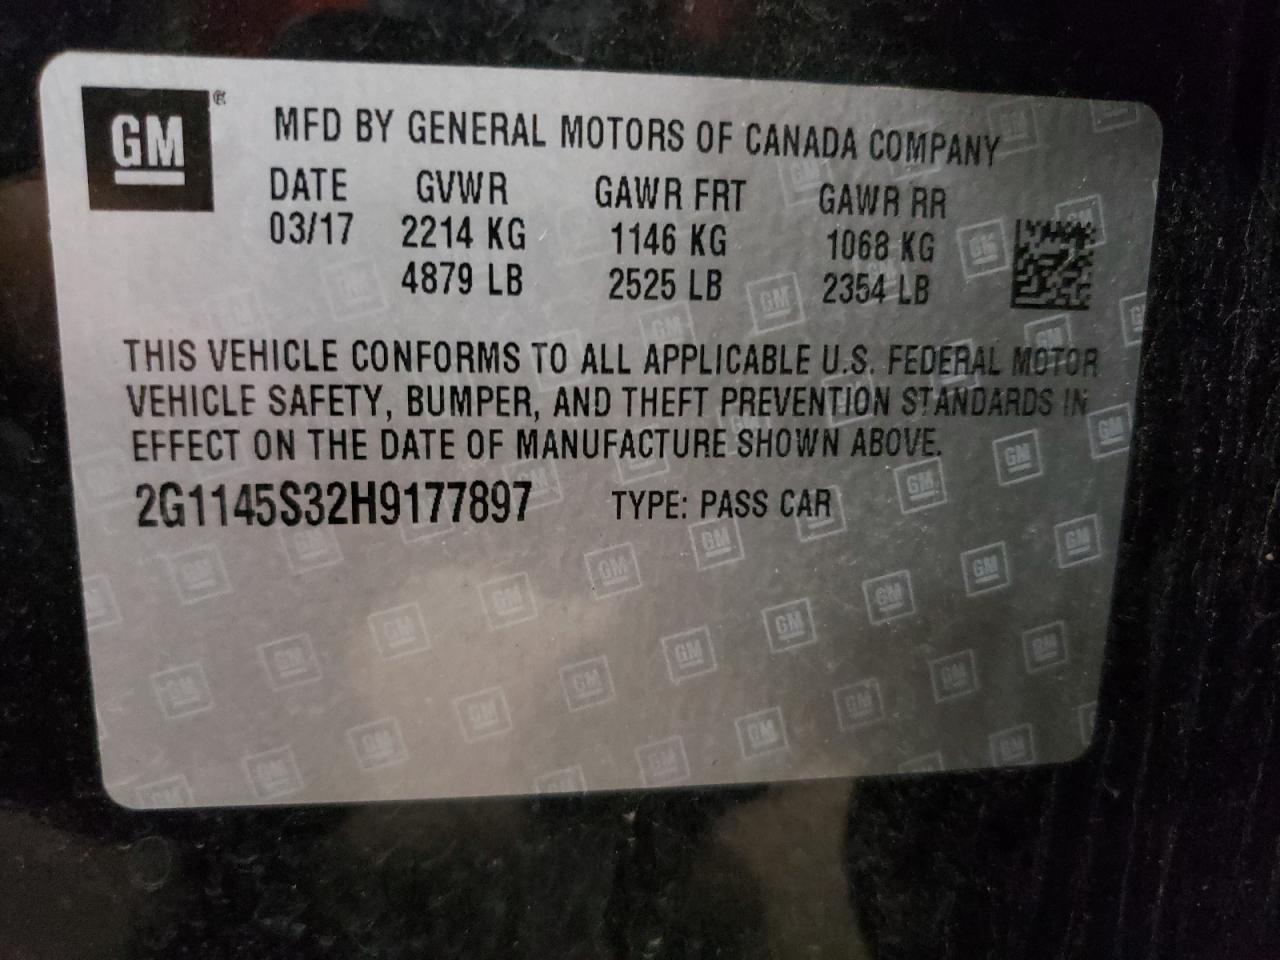 GM®
MFD BY GENERAL MOTORS OF CANADA COMPANY
DATE GVWR GAWR FRT GAWR RR
03/17 2214 KG 1146 KG 1068 KG
4879 LB 2525 LB 2354 LB
THIS VEHICLE CONFORMS TO ALL APPLICABLE U.S. FEDERAL MOTOR
VEHICLE SAFETY, BUMPER, AND THEFT PREVENTION STANDARDS IN
EFFECT ON THE DATE OF MANUFACTURE SHOWN ABOVE.
2G1145S32H9177897 TYPE: PASS CAR